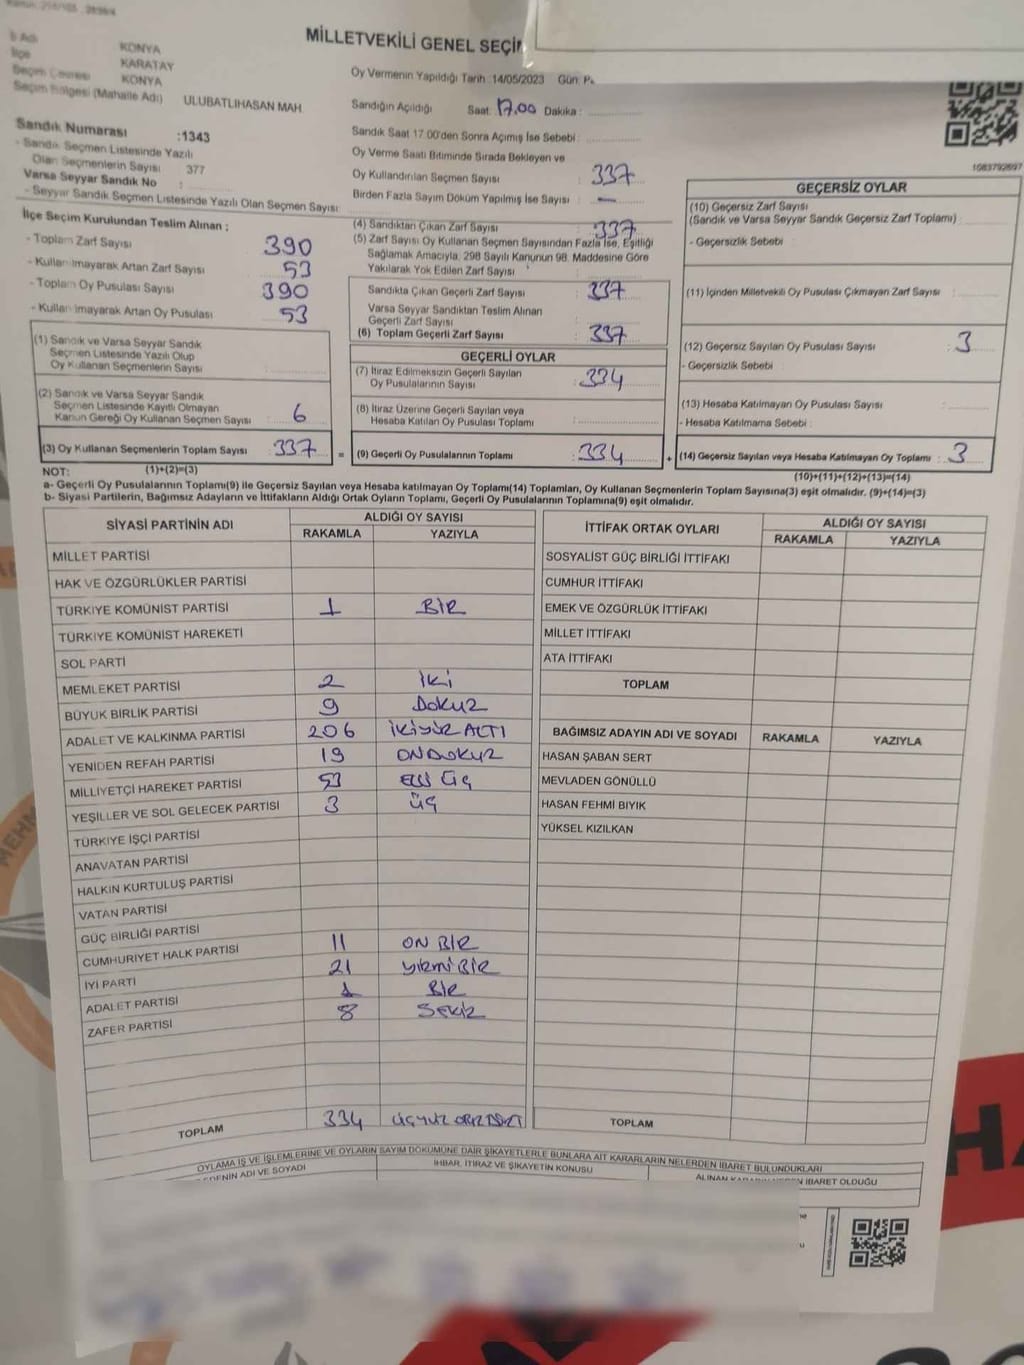 MİLLETVEKİLİ GENEL SEÇİ
İl Adı KONYA
İlçe KARATAY
Seçim Çevresi KONYA
Seçim Bölgesi (Mahalle Adı) ULUBATLIHASAN MAH
Oy Vermenin Yapıldığı Tarih :14/05/2023 Gün:
Sandığın Açıldığı Saat: 17.00 Dakika:
Sandık Saat 17.00'den Sonra Açımış İse Sebebi:
Oy Verme Saati Bitiminde Sırada Bekleyen ve
Oy Kullandırılan Seçmen Sayısı : 337
Birden Fazla Sayım Döküm Yapılmış İse Sayısı : -
Sandık Numarası :1343
- Sandık Seçmen Listesinde Yazılı
Olan Seçmenlerin Sayısı 377
Varsa Seyyar Sandık No :
- Seyyar Sandık Seçmen Listesinde Yazılı Olan Seçmen Sayısı:
1083792697
İlçe Seçim Kurulundan Teslim Alınan ;
- Toplam Zarf Sayısı 390
- Kullanılmayarak Artan Zarf Sayısı 53
- Toplam Oy Pusulası Sayısı 390
- Kullanılmayarak Artan Oy Pusulası 53
(4) Sandıktan Çıkan Zarf Sayısı : 337
(5) Zarf Sayısı Oy Kullanan Seçmen Sayısından Fazla İse, Eşitliği
Sağlamak Amacıyla, 298 Sayılı Kanunun 98. Maddesine Göre
Yakılarak Yok Edilen Zarf Sayısı
Sandıkta Çıkan Geçerli Zarf Sayısı : 337
Varsa Seyyar Sandıktan Teslim Alınan
Geçerli Zarf Sayısı
(6) Toplam Geçerli Zarf Sayısı : 337
GEÇERSİZ OYLAR
(10) Geçersiz Zarf Sayısı
(Sandık ve Varsa Seyyar Sandık Geçersiz Zarf Toplamı) :
- Geçersizlik Sebebi :
(11) İçinden Milletvekili Oy Pusulası Çıkmayan Zarf Sayısı :
(12) Geçersiz Sayılan Oy Pusulası Sayısı : 3
- Geçersizlik Sebebi :
(13) Hesaba Katılmayan Oy Pusulası Sayısı :
- Hesaba Katılmama Sebebi :
(14) Geçersiz Sayılan veya Hesaba Katılmayan Oy Toplamı : 3
(10)+(11)+(12)+(13)=(14)
(1) Sandık ve Varsa Seyyar Sandık
Seçmen Listesinde Yazılı Olup
Oy Kullanan Seçmenlerin Sayısı :
(2) Sandık ve Varsa Seyyar Sandık
Seçmen Listesinde Kayıtlı Olmayan
Kanun Gereği Oy Kullanan Seçmen Sayısı : 6
(3) Oy Kullanan Seçmenlerin Toplam Sayısı : 337 =
(1)+(2)=(3)
GEÇERLİ OYLAR
(7) İtiraz Edilmeksizin Geçerli Sayılan
Oy Pusulalarının Sayısı : 334
(8) İtiraz Üzerine Geçerli Sayılan veya
Hesaba Katılan Oy Pusulası Toplamı :
(9) Geçerli Oy Pusulalarının Toplamı : 334 +
NOT:
a- Geçerli Oy Pusulalarının Toplamı(9) ile Geçersiz Sayılan veya Hesaba katılmayan Oy Toplamı(14) Toplamları, Oy Kullanan Seçmenlerin Toplam Sayısına(3) eşit olmalıdır. (9)+(14)=(3)
b- Siyasi Partilerin, Bağımsız Adayların ve İttifakların Aldığı Ortak Oyların Toplamı, Geçerli Oy Pusulalarının Toplamına(9) eşit olmalıdır.
SİYASİ PARTİNİN ADI ALDIĞI OY SAYISI
RAKAMLA YAZIYLA
MİLLET PARTİSİ
HAK VE ÖZGÜRLÜKLER PARTİSİ
TÜRKİYE KOMÜNİST PARTİSİ 1 BİR
TÜRKİYE KOMÜNİST HAREKETİ
SOL PARTİ
MEMLEKET PARTİSİ 2 İKİ
BÜYÜK BİRLİK PARTİSİ 9 DOKUZ
ADALET VE KALKINMA PARTİSİ 206 İKİYÜZ ALTI
YENİDEN REFAH PARTİSİ 19 ONDOKUZ
MİLLİYETÇİ HAREKET PARTİSİ 53 ELLİ ÜÇ
YEŞİLLER VE SOL GELECEK PARTİSİ 3 ÜÇ
TÜRKİYE İŞÇİ PARTİSİ
ANAVATAN PARTİSİ
HALKIN KURTULUŞ PARTİSİ
VATAN PARTİSİ
GÜÇ BİRLİĞİ PARTİSİ
CUMHURİYET HALK PARTİSİ 11 ON BİR
İYİ PARTİ 21 YİRMİ BİR
ADALET PARTİSİ 1 BİR
ZAFER PARTİSİ 8 SEKİZ
TOPLAM 334 ÜÇYÜZ OTUZ DÖRT
İTTİFAK ORTAK OYLARI ALDIĞI OY SAYISI
RAKAMLA YAZIYLA
SOSYALİST GÜÇ BİRLİĞİ İTTİFAKI
CUMHUR İTTİFAKI
EMEK VE ÖZGÜRLÜK İTTİFAKI
MİLLET İTTİFAKI
ATA İTTİFAKI
TOPLAM
BAĞIMSIZ ADAYIN ADI VE SOYADI RAKAMLA YAZIYLA
HASAN ŞABAN SERT
MEVLADEN GÖNÜLLÜ
HASAN FEHMİ BIYIK
YÜKSEL KIZILKAN
TOPLAM
OYLAMA İŞ VE İŞLEMLERİNE VE OYLARIN SAYIM DÖKÜMÜNE DAİR ŞİKAYETLERLE BUNLARA AİT KARARLARIN NELERDEN İBARET BULUNDUKLARI
EDENİN ADI VE SOYADI İHBAR, İTİRAZ VE ŞİKAYETİN KONUSU ALINAN KARARIN NEDEN İBARET OLDUĞU
MEHM
HA